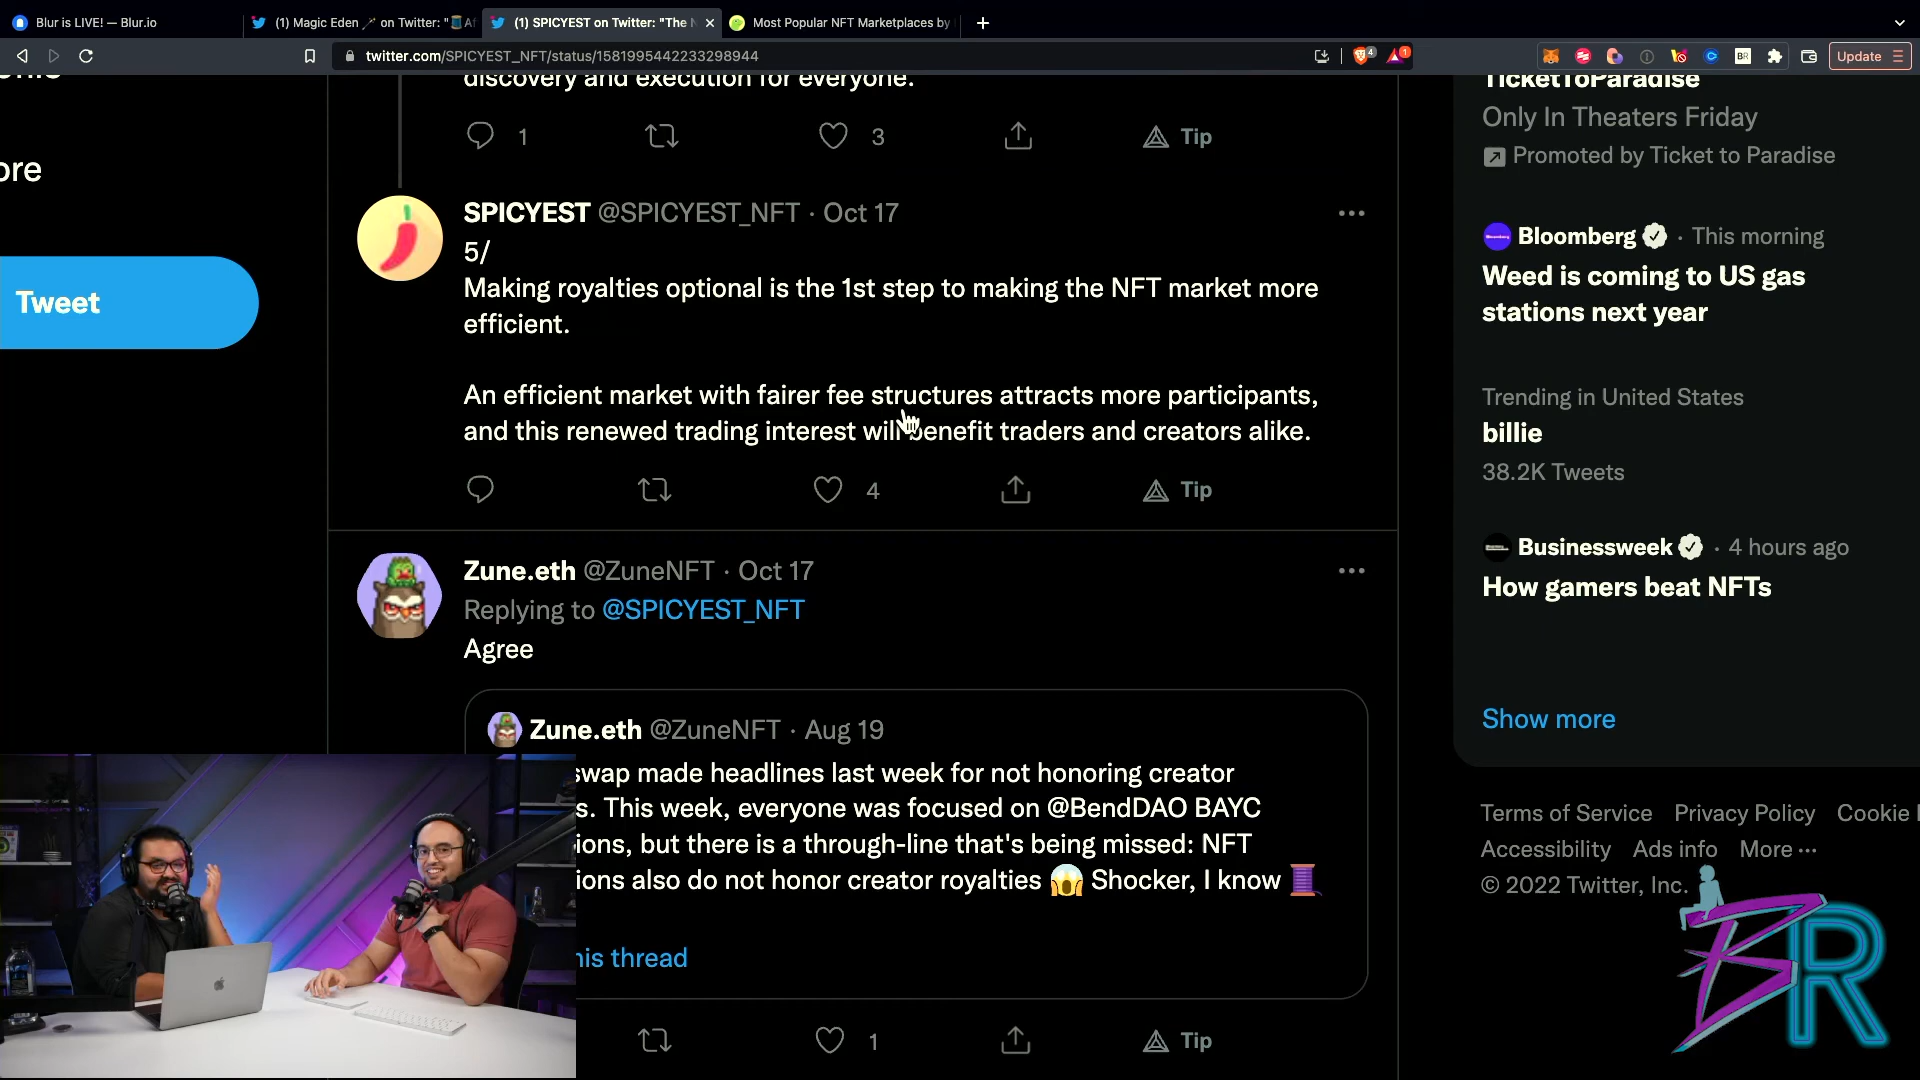 Blur is LIVE! — Blur.io
(1) Magic Eden 🪄 on Twitter: "🧵
(1) SPICYEST on Twitter: "The N
Most Popular NFT Marketplaces by
twitter.com/SPICYEST_NFT/status/1581995442233298944
4
1
BR
Update
discovery and execution for everyone.
1
3
Tip
ore
Tweet
SPICYEST @SPICYEST_NFT · Oct 17
5/
Making royalties optional is the 1st step to making the NFT market more
efficient.
An efficient market with fairer fee structures attracts more participants,
and this renewed trading interest will benefit traders and creators alike.
4
Tip
Zune.eth @ZuneNFT · Oct 17
Replying to @SPICYEST_NFT
Agree
Zune.eth @ZuneNFT · Aug 19
swap made headlines last week for not honoring creator
s. This week, everyone was focused on @BendDAO BAYC
ions, but there is a through-line that's being missed: NFT
ions also do not honor creator royalties 😱 Shocker, I know 🧵
his thread
1
Tip
TicketToParadise
Only In Theaters Friday
Promoted by Ticket to Paradise
Bloomberg · This morning
Weed is coming to US gas
stations next year
Trending in United States
billie
38.2K Tweets
Businessweek · 4 hours ago
How gamers beat NFTs
Show more
Terms of Service Privacy Policy Cookie
Accessibility Ads info More ···
© 2022 Twitter, Inc.
BR